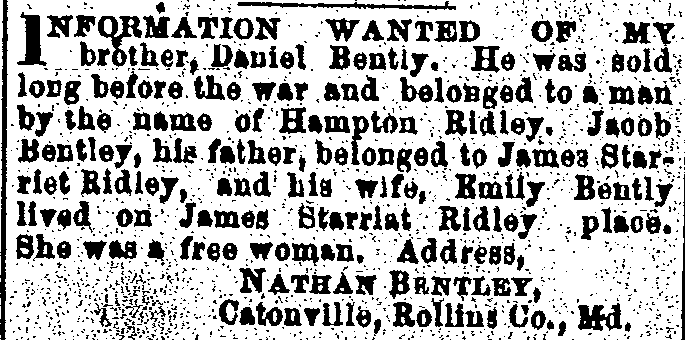 INFORMATION WANTED OF MY
brother, Daniel Bently. He was sold
long before the war and belonged to a man
by the name of Hampton Ridley. Jacob
Bentley, his father, belonged to James Star-
riet Ridley, and his wife, Emily Bently
lived on James Starriat Ridley place.
She was a free woman. Address,
NATHAN BENTLEY,
Catonville, Rollins Co., Md.